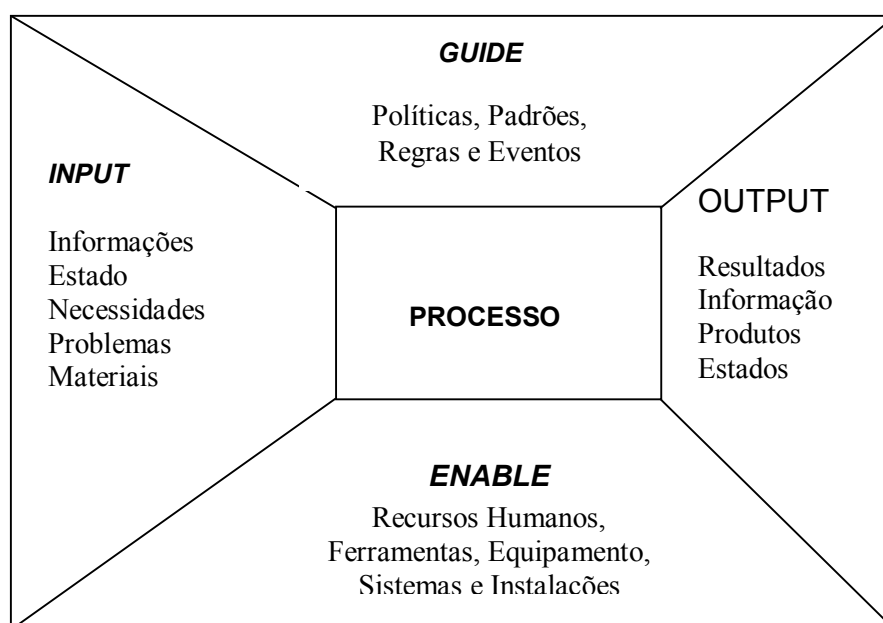 GUIDE
Políticas, Padrões,
Regras e Eventos
INPUT
Informações
Estado
Necessidades
Problemas
Materiais
PROCESSO
OUTPUT
Resultados
Informação
Produtos
Estados
ENABLE
Recursos Humanos,
Ferramentas, Equipamento,
Sistemas e Instalações